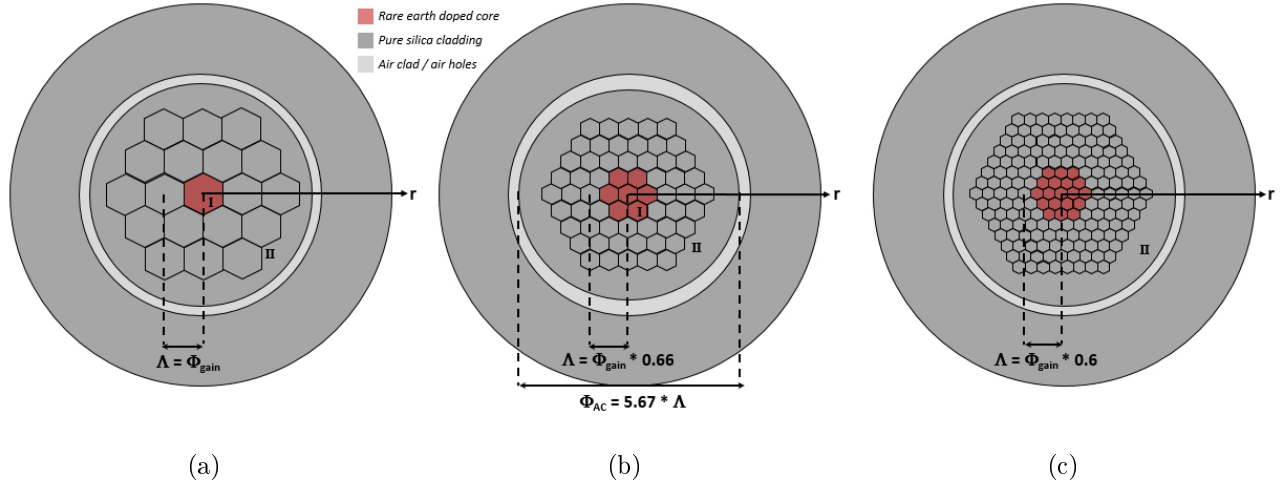 Rare earth doped core
Pure silica cladding
Air clad / air holes
I
II
r
Λ = Φgain
I
II
r
Λ = Φgain * 0.66
ΦAC = 5.67 * Λ
II
r
Λ = Φgain * 0.6
(a)
(b)
(c)